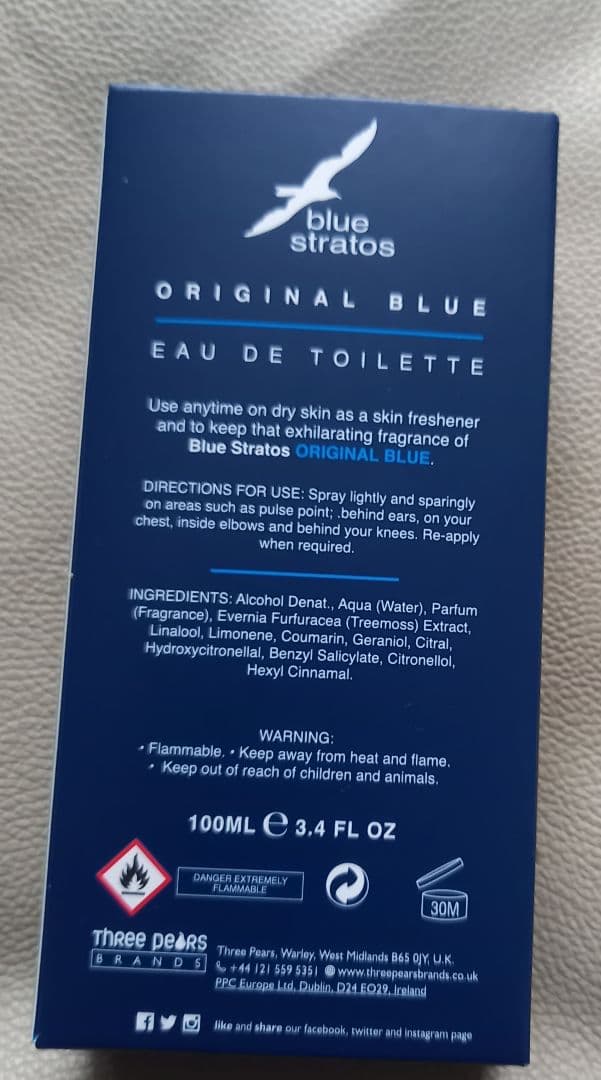 blue
stratos
ORIGINAL BLUE
EAU DE TOILETTE
Use anytime on dry skin as a skin freshener
and to keep that exhilarating fragrance of
Blue Stratos ORIGINAL BLUE.
DIRECTIONS FOR USE: Spray lightly and sparingly
on areas such as pulse point; .behind ears, on your
chest, inside elbows and behind your knees. Re-apply
when required.
INGREDIENTS: Alcohol Denat., Aqua (Water), Parfum
(Fragrance), Evernia Furfuracea (Treemoss) Extract,
Linalool, Limonene, Coumarin, Geraniol, Citral,
Hydroxycitronellal, Benzyl Salicylate, Citronellol,
Hexyl Cinnamal.
WARNING:
• Flammable. • Keep away from heat and flame.
• Keep out of reach of children and animals.
100ML e 3.4 FL OZ
DANGER EXTREMELY
FLAMMABLE
30M
THREE PEARS
BRANDS
Three Pears, Warley, West Midlands B65 0JY, U.K.
+44 121 559 5351 www.threepearsbrands.co.uk
PPC Europe Ltd, Dublin, D24 EO29, Ireland
like and share our facebook, twitter and instagram page